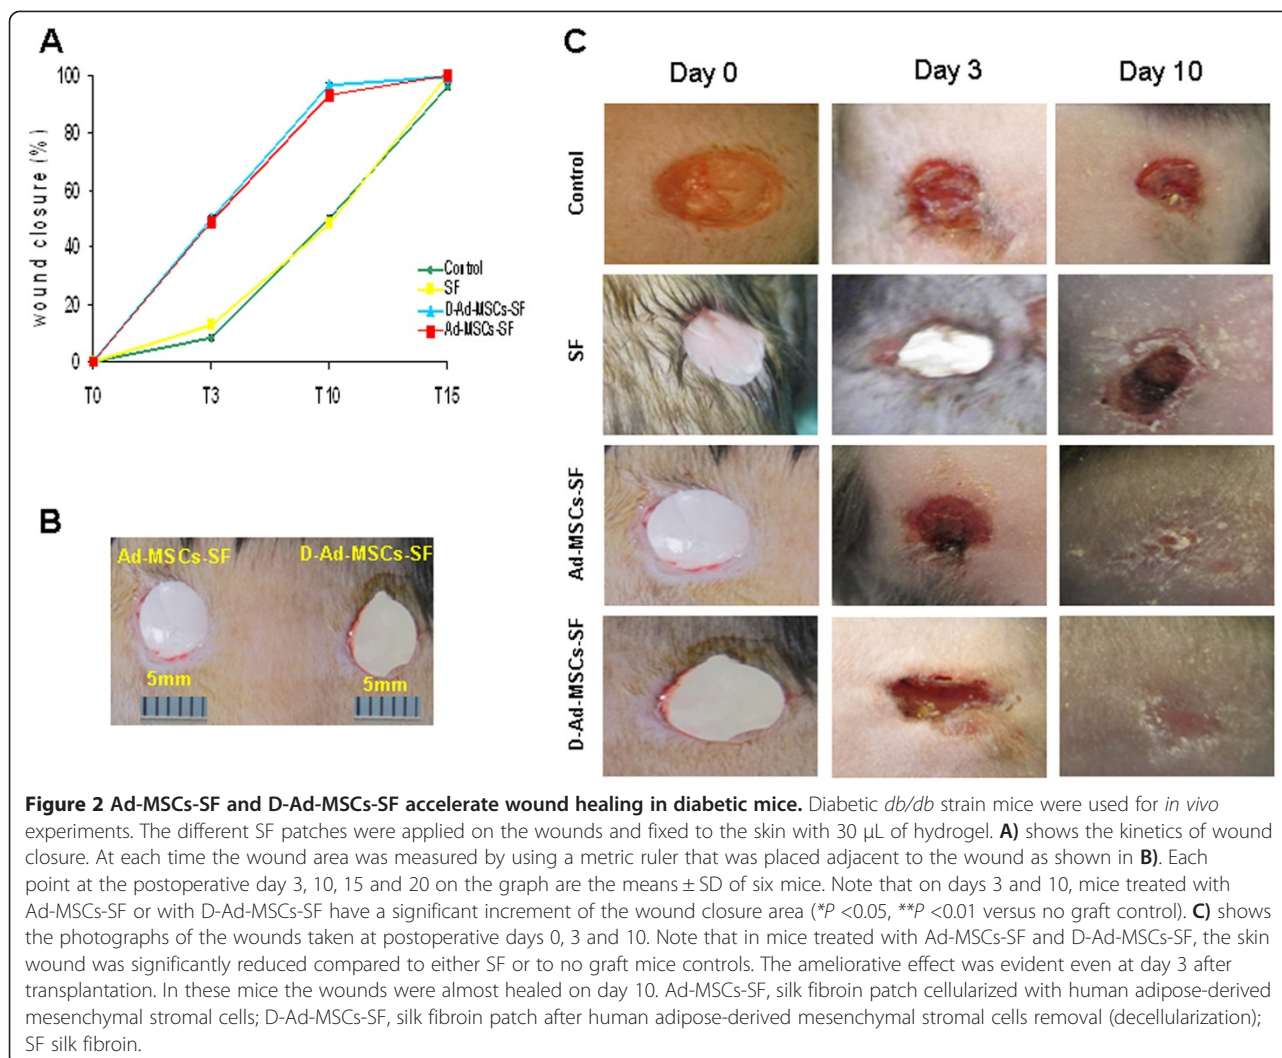 A
wound closure (%)
100
80
60
40
20
0
T0 T3 T10 T15
Control
SF
D-Ad-MSCs-SF
Ad-MSCs-SF
B
Ad-MSCs-SF D-Ad-MSCs-SF
5mm 5mm
C
Day 0 Day 3 Day 10
Control
SF
Ad-MSCs-SF
D-Ad-MSCs-SF
Figure 2 Ad-MSCs-SF and D-Ad-MSCs-SF accelerate wound healing in diabetic mice. Diabetic db/db strain mice were used for in vivo
experiments. The different SF patches were applied on the wounds and fixed to the skin with 30 μL of hydrogel. A) shows the kinetics of wound
closure. At each time the wound area was measured by using a metric ruler that was placed adjacent to the wound as shown in B). Each
point at the postoperative day 3, 10, 15 and 20 on the graph are the means ± SD of six mice. Note that on days 3 and 10, mice treated with
Ad-MSCs-SF or with D-Ad-MSCs-SF have a significant increment of the wound closure area (*P <0.05, **P <0.01 versus no graft control). C) shows
the photographs of the wounds taken at postoperative days 0, 3 and 10. Note that in mice treated with Ad-MSCs-SF and D-Ad-MSCs-SF, the skin
wound was significantly reduced compared to either SF or to no graft mice controls. The ameliorative effect was evident even at day 3 after
transplantation. In these mice the wounds were almost healed on day 10. Ad-MSCs-SF, silk fibroin patch cellularized with human adipose-derived
mesenchymal stromal cells; D-Ad-MSCs-SF, silk fibroin patch after human adipose-derived mesenchymal stromal cells removal (decellularization);
SF silk fibroin.